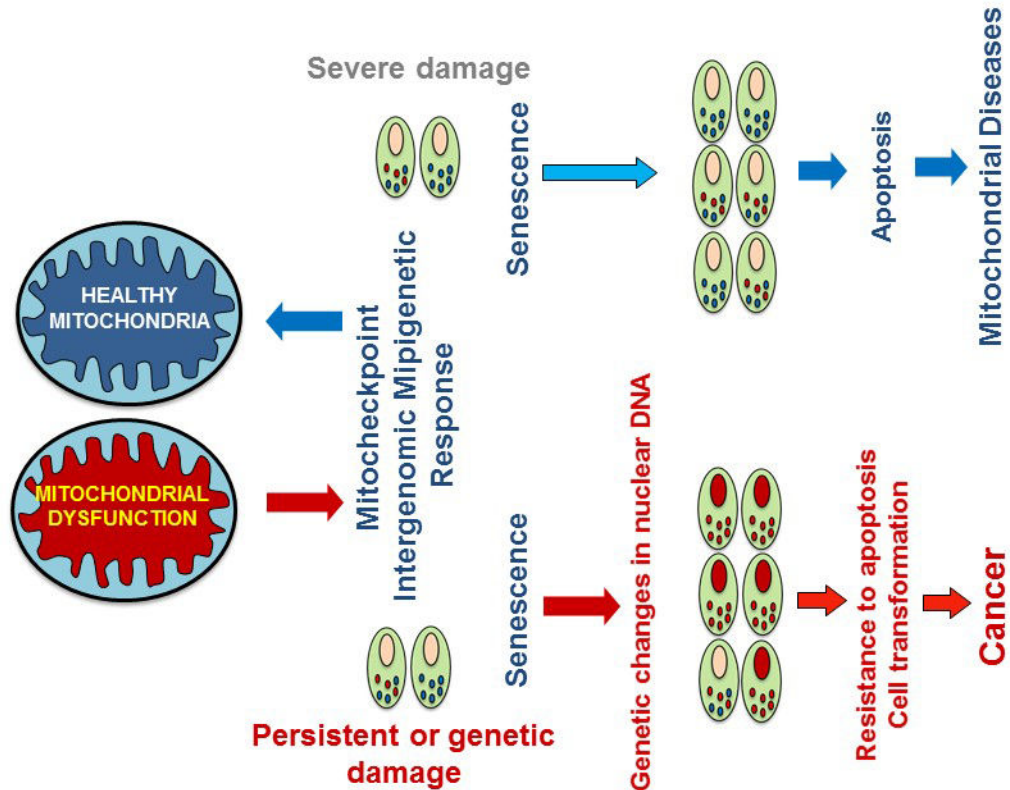 Severe damage
HEALTHY
MITOCHONDRIA
MITOCHONDRIAL
DYSFUNCTION
Mitocheckpoint
Intergenomic Mipigenetic
Response
Senescence
Apoptosis
Mitochondrial Diseases
Persistent or genetic
damage
Senescence
Genetic changes in nuclear DNA
Resistance to apoptosis
Cell transformation
Cancer